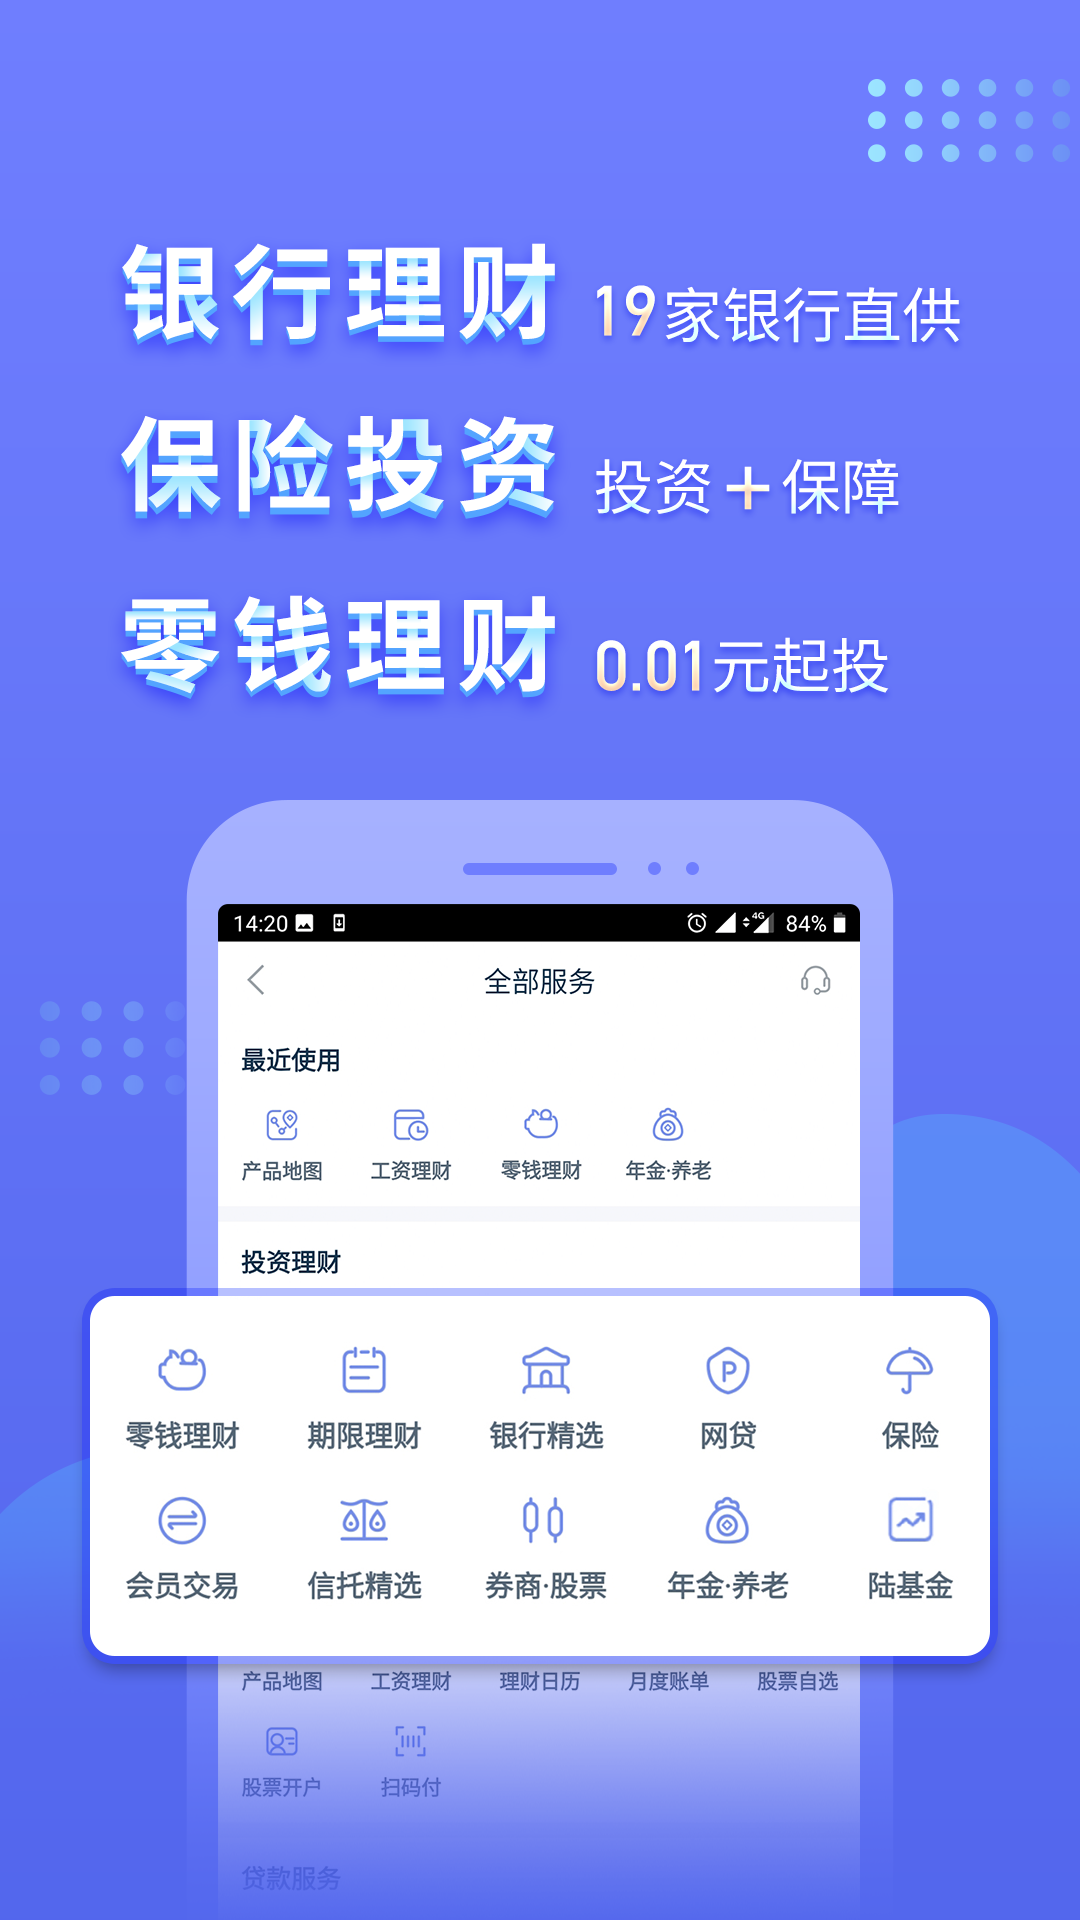 银行理财 19家银行直供
保险投资 投资+保障
零钱理财 0.01元起投
14:20 4G 84%
全部服务
最近使用
产品地图 工资理财 零钱理财 年金·养老
投资理财
零钱理财 期限理财 银行精选 网贷 保险
P
会员交易 信托精选 券商·股票 年金·养老 陆基金
产品地图 工资理财 理财日历 月度账单 股票自选
股票开户 扫码付
贷款服务